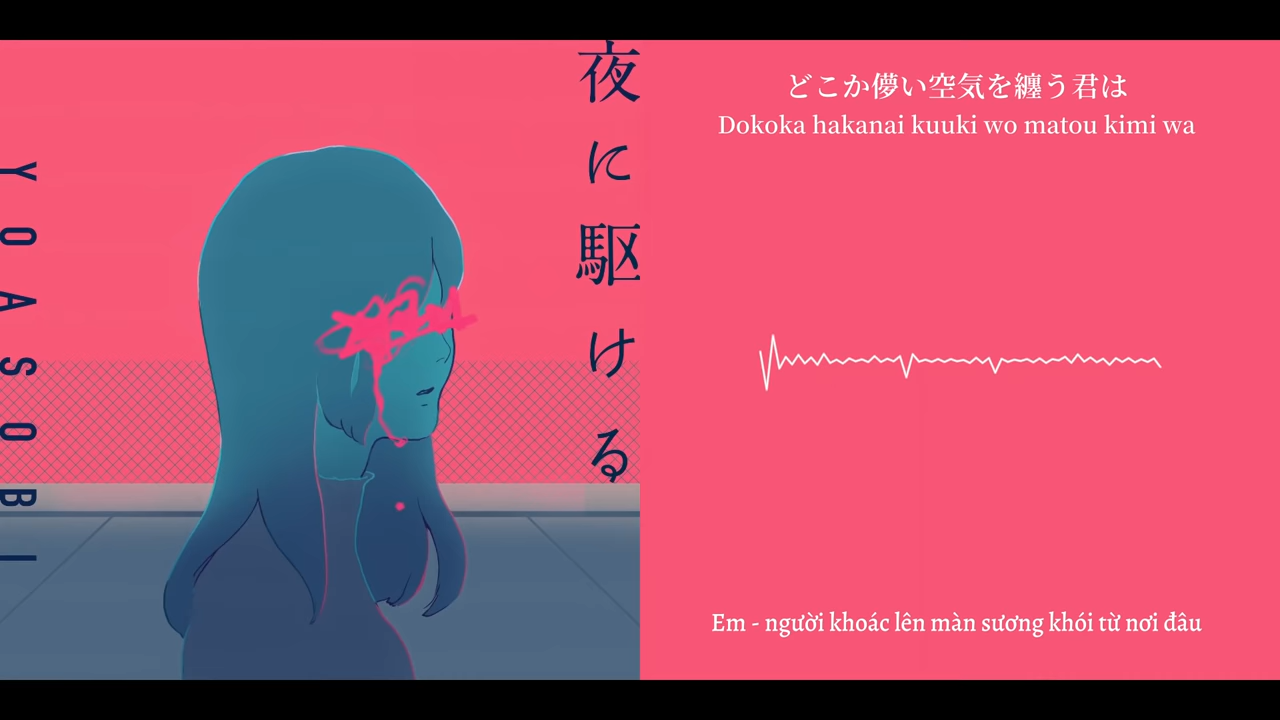 YOASOBI
夜に駆ける
どこか儚い空気を纏う君は
Dokoka hakanai kuuki wo matou kimi wa
Em - người khoác lên màn sương khói từ nơi đâu